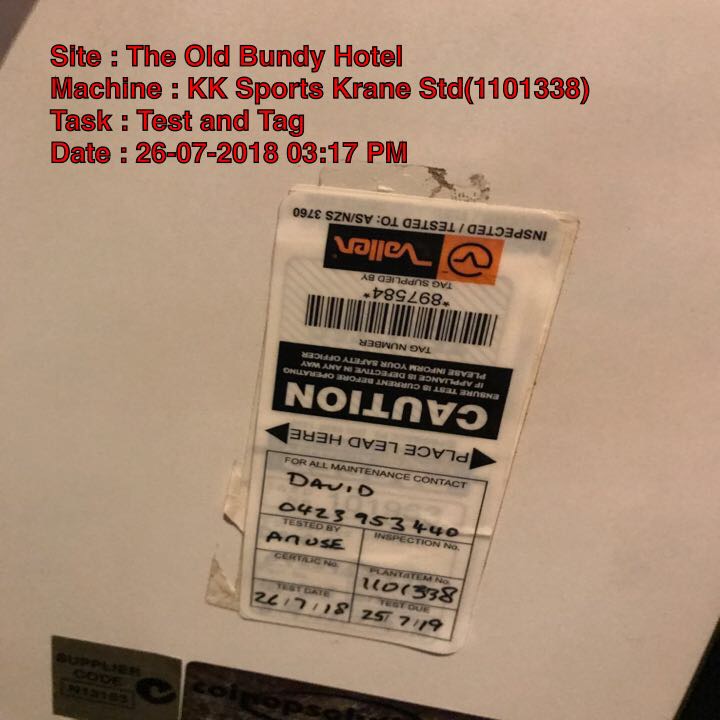 Site : The Old Bundy Hotel
Machine : KK Sports Krane Std(1101338)
Task : Test and Tag
Date : 26-07-2018 03:17 PM
INSPECTED / TESTED TO: AS/NZS 3760
Vallen
TAG SUPPLIED BY
*897584*
TAG NUMBER
CAUTION
ENSURE TEST IS CURRENT BEFORE OPERATING
IF APPLIANCE IS DEFECTIVE IN ANY WAY
PLEASE INFORM YOUR SAFETY OFFICER
PLACE LEAD HERE
FOR ALL MAINTENANCE CONTACT
DAVID
0423 953 440
TESTED BY
AMUSE
INSPECTION No.
CERT/LIC No.
PLANT/ITEM No.
1101338
TEST DATE
26/7/18
TEST DUE
25/7/19
SUPPLIER
CODE
N13163